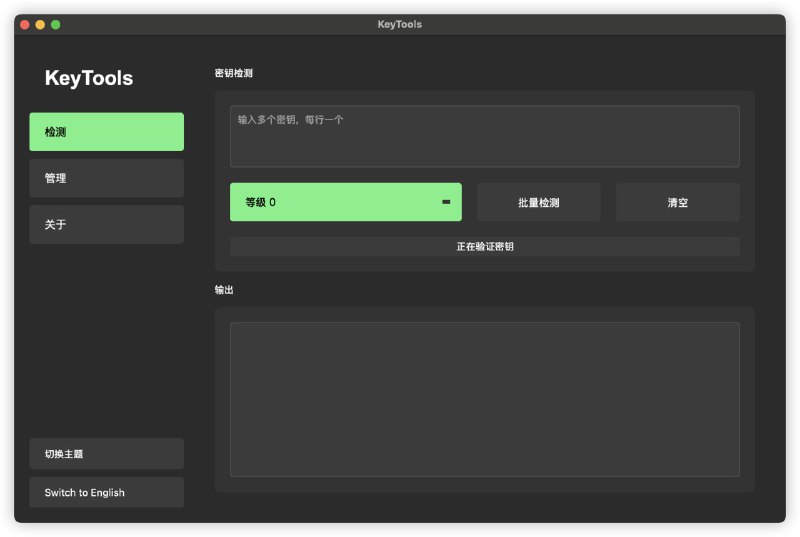 KeyTools
KeyTools
检测
管理
关于
切换主题
Switch to English
密钥检测
输入多个密钥，每行一个
等级 0
批量检测
清空
正在验证密钥
输出